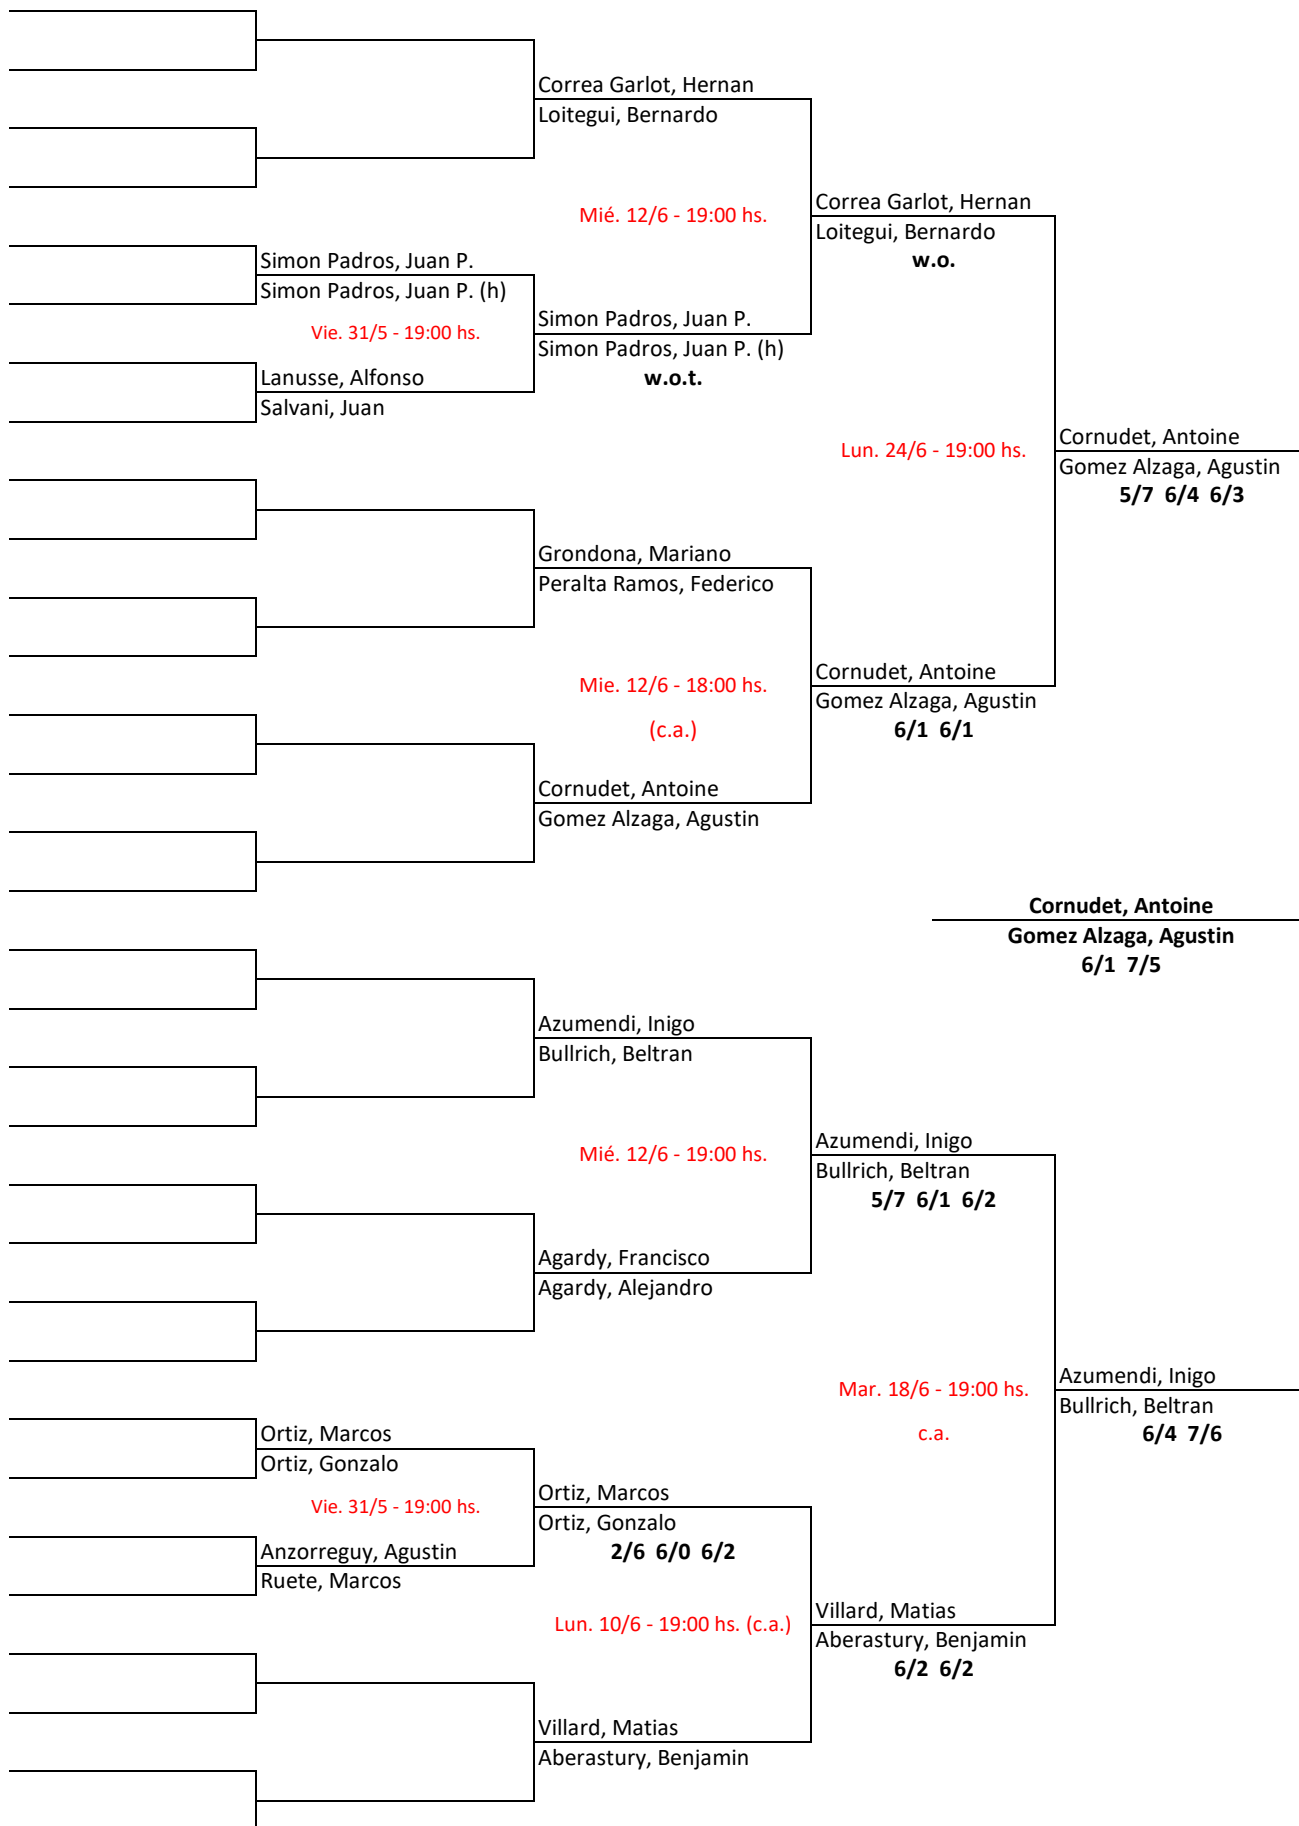 Correa Garlot, Hernan
Loitegui, Bernardo
Mié. 12/6 - 19:00 hs.
Correa Garlot, Hernan
Loitegui, Bernardo
w.o.
Simon Padros, Juan P.
Simon Padros, Juan P. (h)
Vie. 31/5 - 19:00 hs.
Simon Padros, Juan P.
Simon Padros, Juan P. (h)
w.o.t.
Lanusse, Alfonso
Salvani, Juan
Lun. 24/6 - 19:00 hs.
Cornudet, Antoine
Gomez Alzaga, Agustin
5/7 6/4 6/3
Grondona, Mariano
Peralta Ramos, Federico
Mie. 12/6 - 18:00 hs.
(c.a.)
Cornudet, Antoine
Gomez Alzaga, Agustin
6/1 6/1
Cornudet, Antoine
Gomez Alzaga, Agustin
Cornudet, Antoine
Gomez Alzaga, Agustin
6/1 7/5
Azumendi, Inigo
Bullrich, Beltran
Mié. 12/6 - 19:00 hs.
Azumendi, Inigo
Bullrich, Beltran
5/7 6/1 6/2
Agardy, Francisco
Agardy, Alejandro
Mar. 18/6 - 19:00 hs.
c.a.
Azumendi, Inigo
Bullrich, Beltran
6/4 7/6
Ortiz, Marcos
Ortiz, Gonzalo
Vie. 31/5 - 19:00 hs.
Ortiz, Marcos
Ortiz, Gonzalo
2/6 6/0 6/2
Anzorreguy, Agustin
Ruete, Marcos
Lun. 10/6 - 19:00 hs. (c.a.)
Villard, Matias
Aberastury, Benjamin
6/2 6/2
Villard, Matias
Aberastury, Benjamin